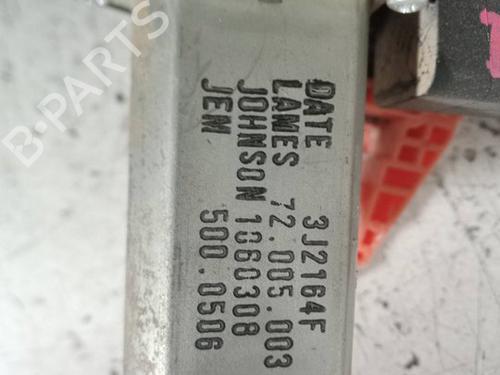 DATE 3J2164F
LAMES 72.005.003
JOHNSON 1060308
JEM 500.0506
B-PARTS